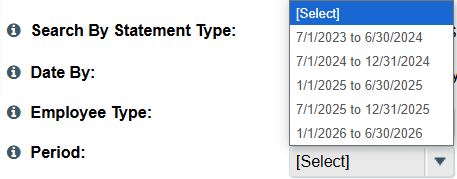 [Select]
Search By Statement Type:
7/1/2023 to 6/30/2024
7/1/2024 to 12/31/2024
Date By:
1/1/2025 to 6/30/2025
Employee Type:
7/1/2025 to 12/31/2025
1/1/2026 to 6/30/2026
Period:
[Select]